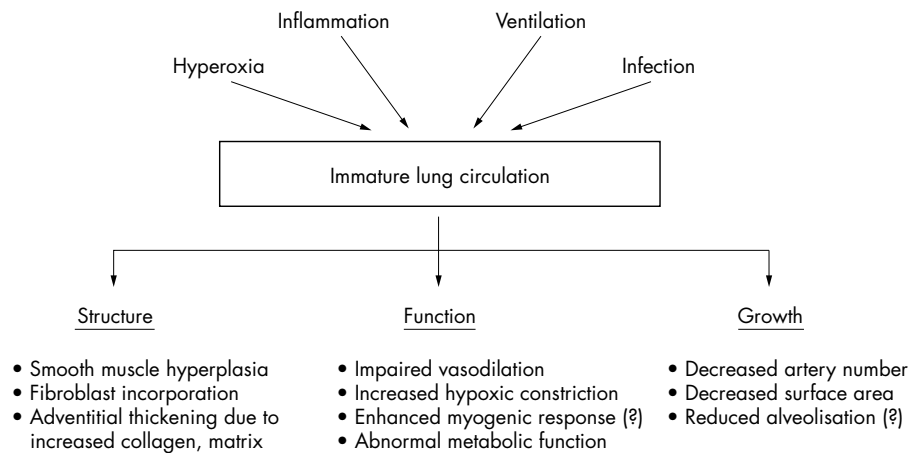 Inflammation
Ventilation
Hyperoxia
Infection
Immature lung circulation
Structure
• Smooth muscle hyperplasia
• Fibroblast incorporation
• Adventitial thickening due to
increased collagen, matrix
Function
• Impaired vasodilation
• Increased hypoxic constriction
• Enhanced myogenic response (?)
• Abnormal metabolic function
Growth
• Decreased artery number
• Decreased surface area
• Reduced alveolisation (?)